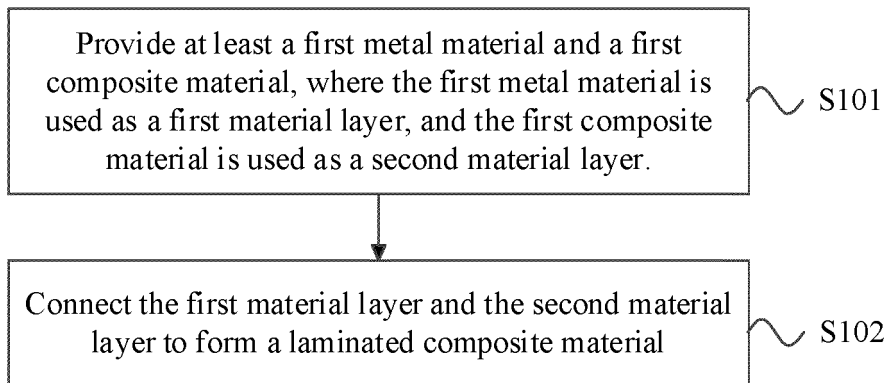 Provide at least a first metal material and a first
composite material, where the first metal material is
used as a first material layer, and the first composite
material is used as a second material layer.
S101
Connect the first material layer and the second material
layer to form a laminated composite material
S102